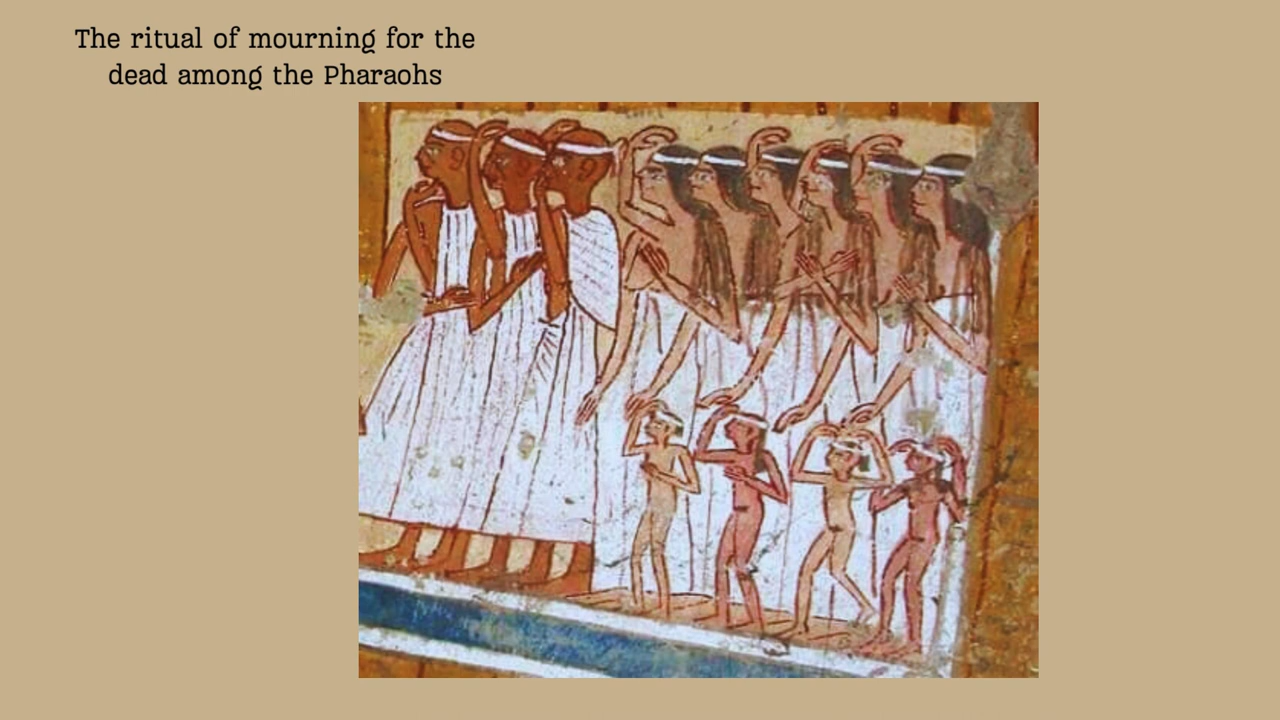 The ritual of mourning for the
dead among the Pharaohs